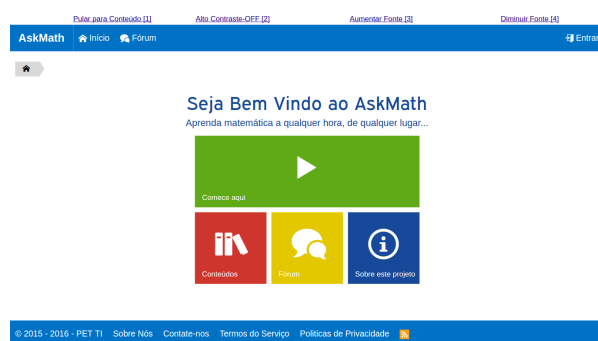 Pular para Conteúdo [1] Alto Contraste-OFF [2] Aumentar Fonte [3] Diminuir Fonte [4]
AskMath Início Fórum Entrar
Seja Bem Vindo ao AskMath
Aprenda matemática a qualquer hora, de qualquer lugar...
Comece aqui
Conteúdos Fórum Sobre este projeto
© 2015 - 2016 - PET TI Sobre Nós Contate-nos Termos do Serviço Politicas de Privacidade